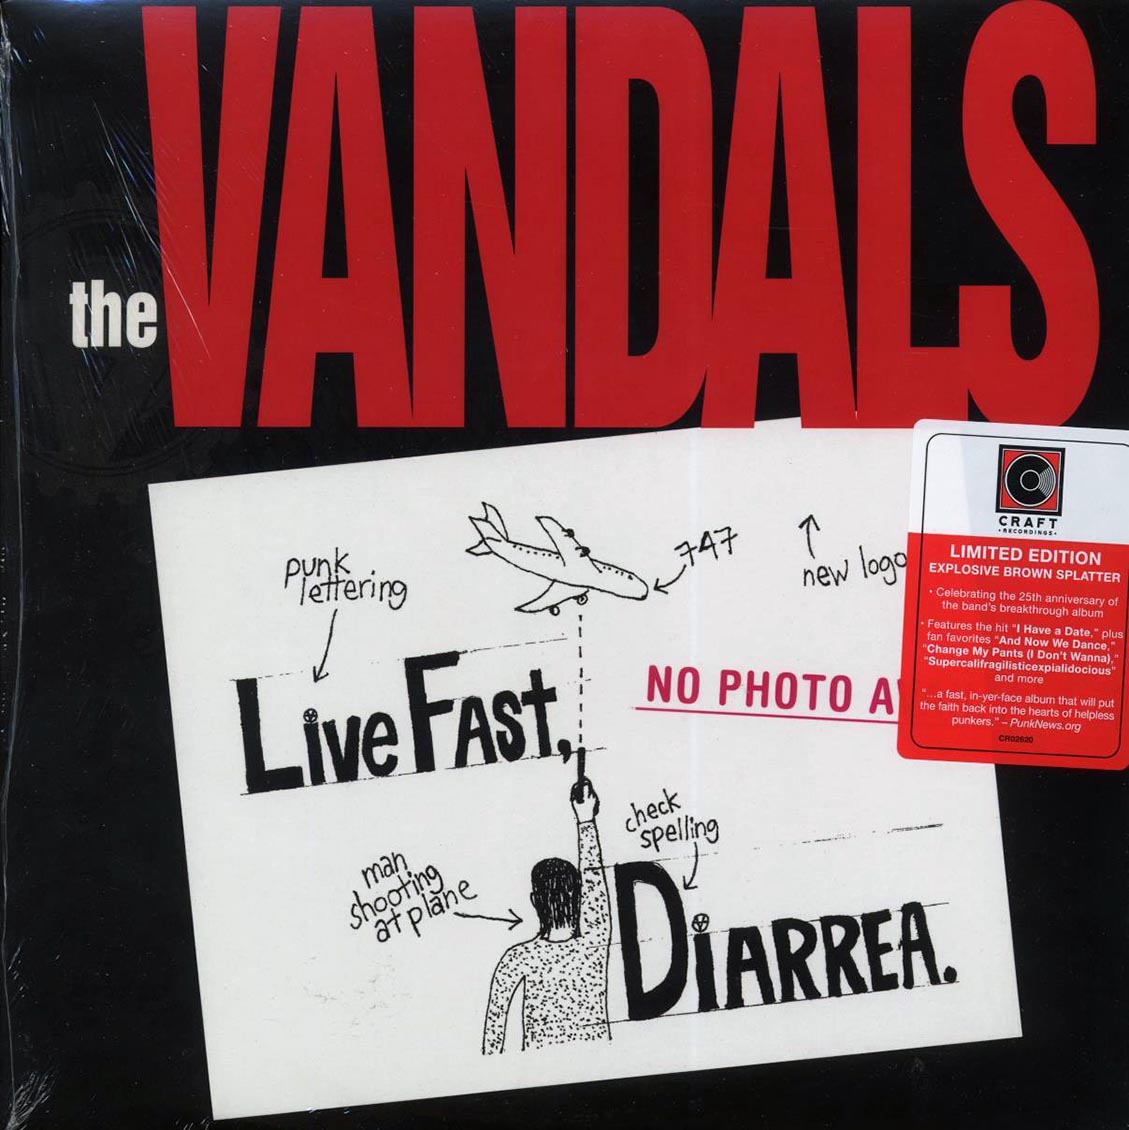 the VANDALS
punk
lettering
747
new logo
LIVE FAST,
NO PHOTO A
check
spelling
man
shooting
at plane
DIARREA.
CRAFT
RECORDINGS
LIMITED EDITION
EXPLOSIVE BROWN SPLATTER
• Celebrating the 25th anniversary of
the band's breakthrough album
• Features the hit "I Have a Date," plus
fan favorites "And Now We Dance,"
"Change My Pants (I Don't Wanna),"
"Supercalifragilisticexpialidocious"
and more
"...a fast, in-yer-face album that will put
the faith back into the hearts of helpless
punkers." – PunkNews.org
CR02620